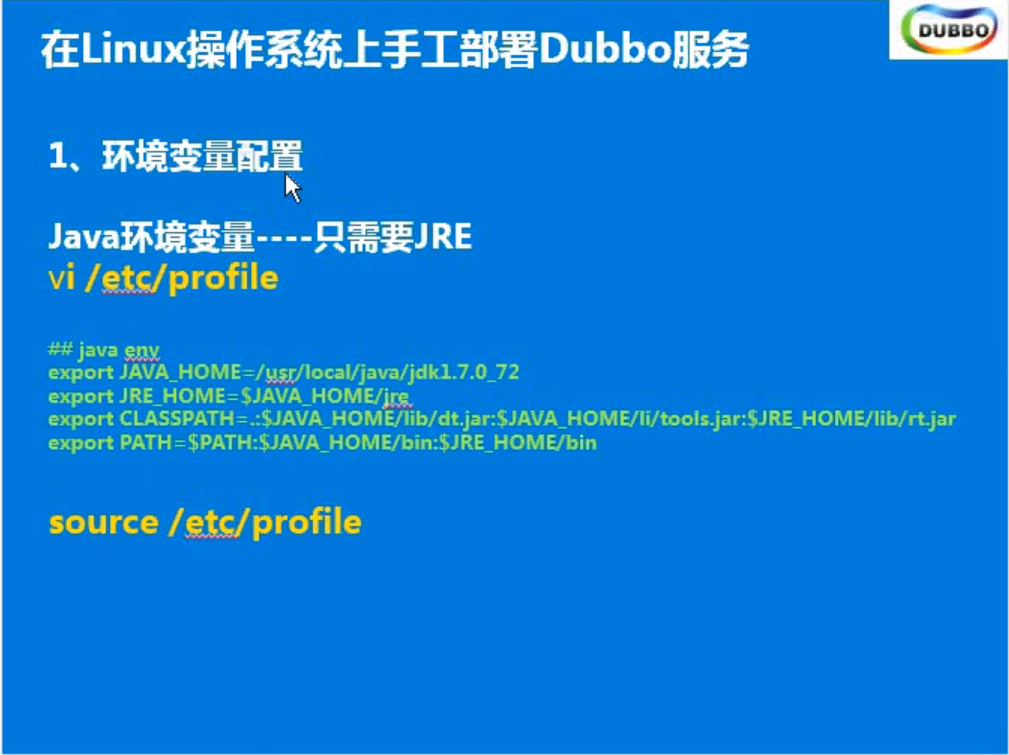 在Linux操作系统上手工部署Dubbo服务
DUBBO
1、环境变量配置
Java环境变量----只需要JRE
vi /etc/profile
## java env
export JAVA_HOME=/usr/local/java/jdk1.7.0_72
export JRE_HOME=$JAVA_HOME/jre
export CLASSPATH=.:$JAVA_HOME/lib/dt.jar:$JAVA_HOME/li/tools.jar:$JRE_HOME/lib/rt.jar
export PATH=$PATH:$JAVA_HOME/bin:$JRE_HOME/bin
source /etc/profile